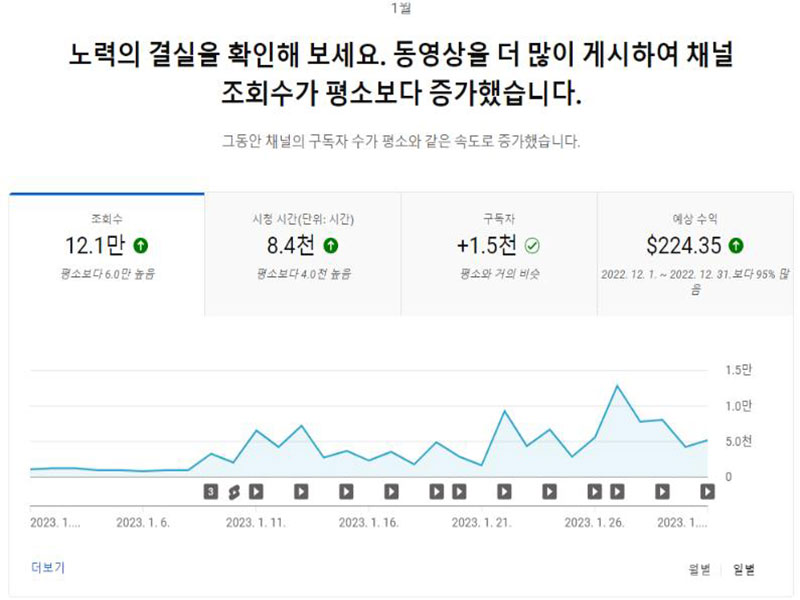 1월
노력의 결실을 확인해 보세요. 동영상을 더 많이 게시하여 채널
조회수가 평소보다 증가했습니다.
그동안 채널의 구독자 수가 평소와 같은 속도로 증가했습니다.
조회수
12.1만
평소보다 6.0만 높음
시청 시간(단위: 시간)
8.4천
평소보다 4.0천 높음
구독자
+1.5천
평소와 거의 비슷
예상 수익
$224.35
2022. 12. 1. ~ 2022. 12. 31.보다 95% 많
음
1.5만
1.0만
5.0천
0
3
2023. 1.... 2023. 1. 6. 2023. 1. 11. 2023. 1. 16. 2023. 1. 21. 2023. 1. 26. 2023. 1....
더보기 월별 일별